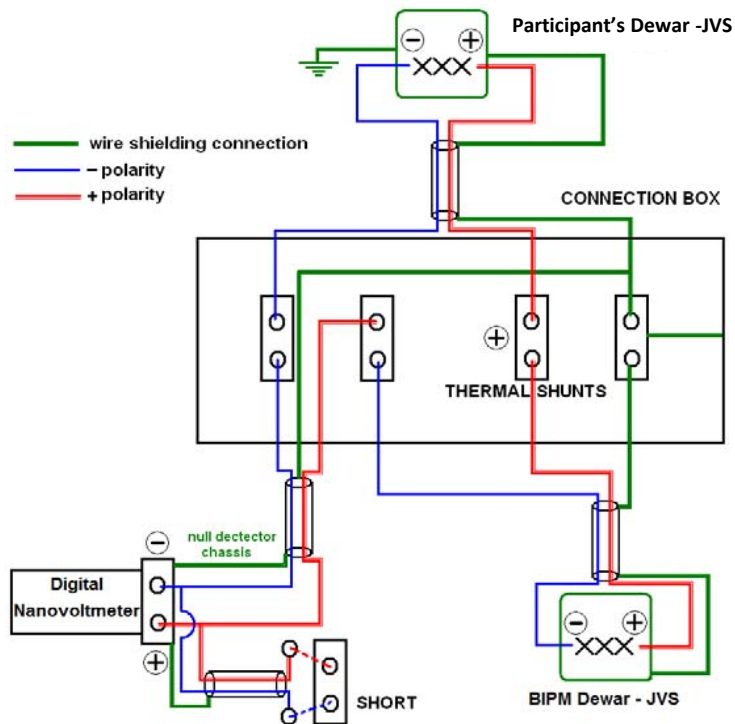 Participant's Dewar -JVS
− +
wire shielding connection
− polarity
+ polarity
CONNECTION BOX
+
THERMAL SHUNTS
null dectector
chassis
−
Digital
Nanovoltmeter
+
− +
SHORT
BIPM Dewar - JVS